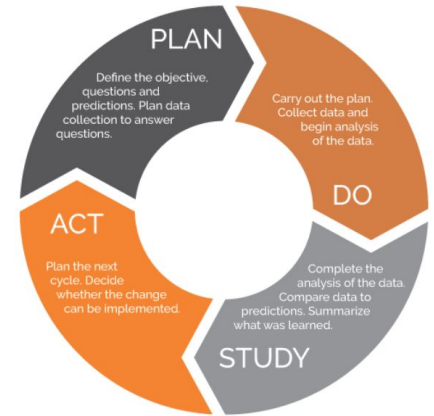 PLAN
Define the objective,
questions and
predictions. Plan data
collection to answer
questions.
Carry out the plan.
Collect data and
begin analysis
of the data.
DO
Complete the
analysis of the data.
Compare data to
predictions. Summarize
what was learned.
STUDY
ACT
Plan the next
cycle. Decide
whether the change
can be implemented.